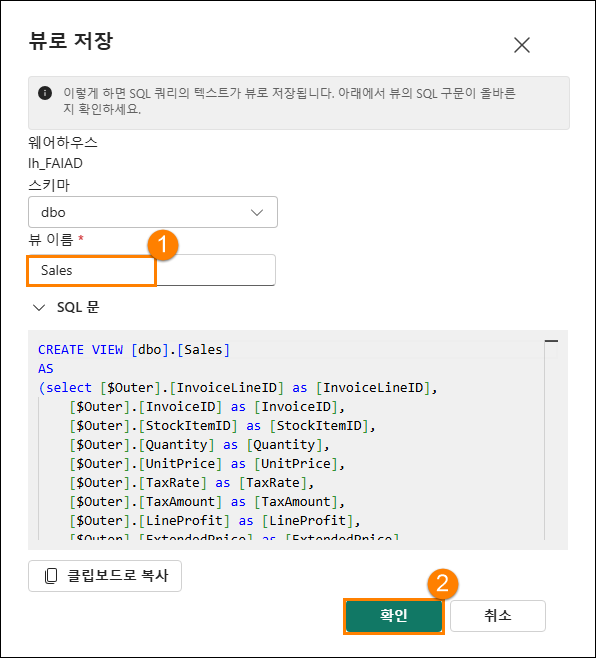 뷰로 저장
이렇게 하면 SQL 쿼리의 텍스트가 뷰로 저장됩니다. 아래에서 뷰의 SQL 구문이 올바른
지 확인하세요.
웨어하우스
lh_FAIAD
스키마
dbo
뷰 이름 *
1
Sales
SQL 문
CREATE VIEW [dbo].[Sales]
AS
(select [$Outer].[InvoiceLineID] as [InvoiceLineID],
[$Outer].[InvoiceID] as [InvoiceID],
[$Outer].[StockItemID] as [StockItemID],
[$Outer].[Quantity] as [Quantity],
[$Outer].[UnitPrice] as [UnitPrice],
[$Outer].[TaxRate] as [TaxRate],
[$Outer].[TaxAmount] as [TaxAmount],
[$Outer].[LineProfit] as [LineProfit],
[$Outer].[ExtendedPrice] as [ExtendedPrice]
클립보드로 복사
2
확인
취소